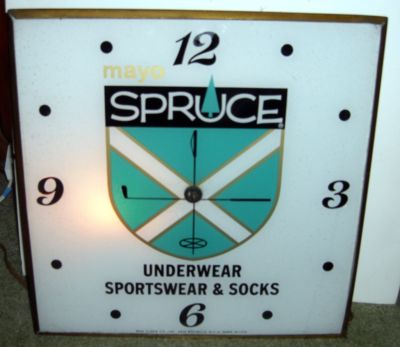 12
mayo
SPRUCE
9
3
UNDERWEAR
SPORTSWEAR & SOCKS
6